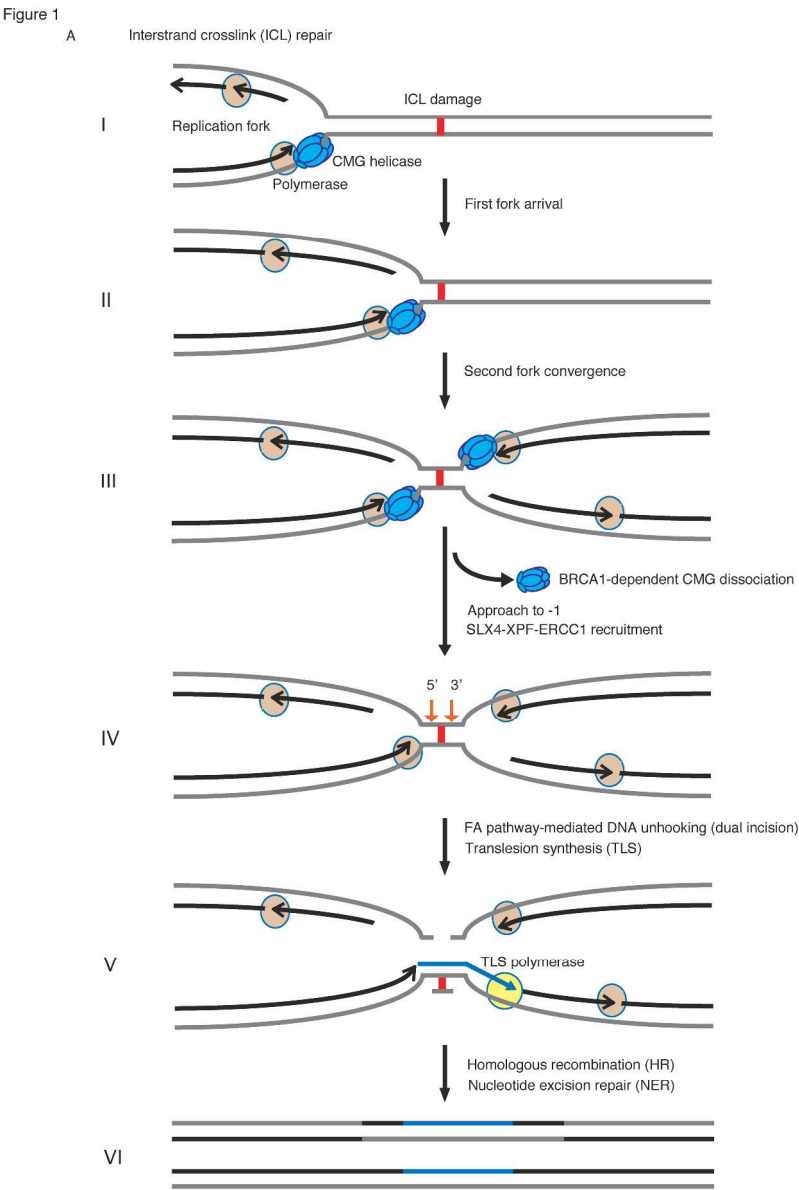 Figure 1
A Interstrand crosslink (ICL) repair
I
ICL damage
Replication fork
CMG helicase
Polymerase
First fork arrival
II
Second fork convergence
III
BRCA1-dependent CMG dissociation
Approach to -1
SLX4-XPF-ERCC1 recruitment
5’ 3’
IV
FA pathway-mediated DNA unhooking (dual incision)
Translesion synthesis (TLS)
V
TLS polymerase
Homologous recombination (HR)
Nucleotide excision repair (NER)
VI